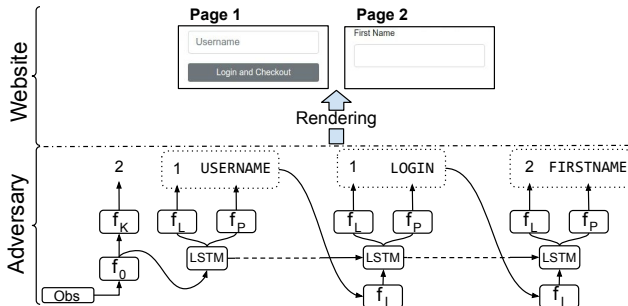 Page 1 Page 2
Username
Login and Checkout
First Name
Website
Rendering
Adversary
2 1 USERNAME 1 LOGIN 2 FIRSTNAME
f_K f_L f_P f_L f_P f_L f_P
f_0 LSTM LSTM LSTM
Obs f_I f_I